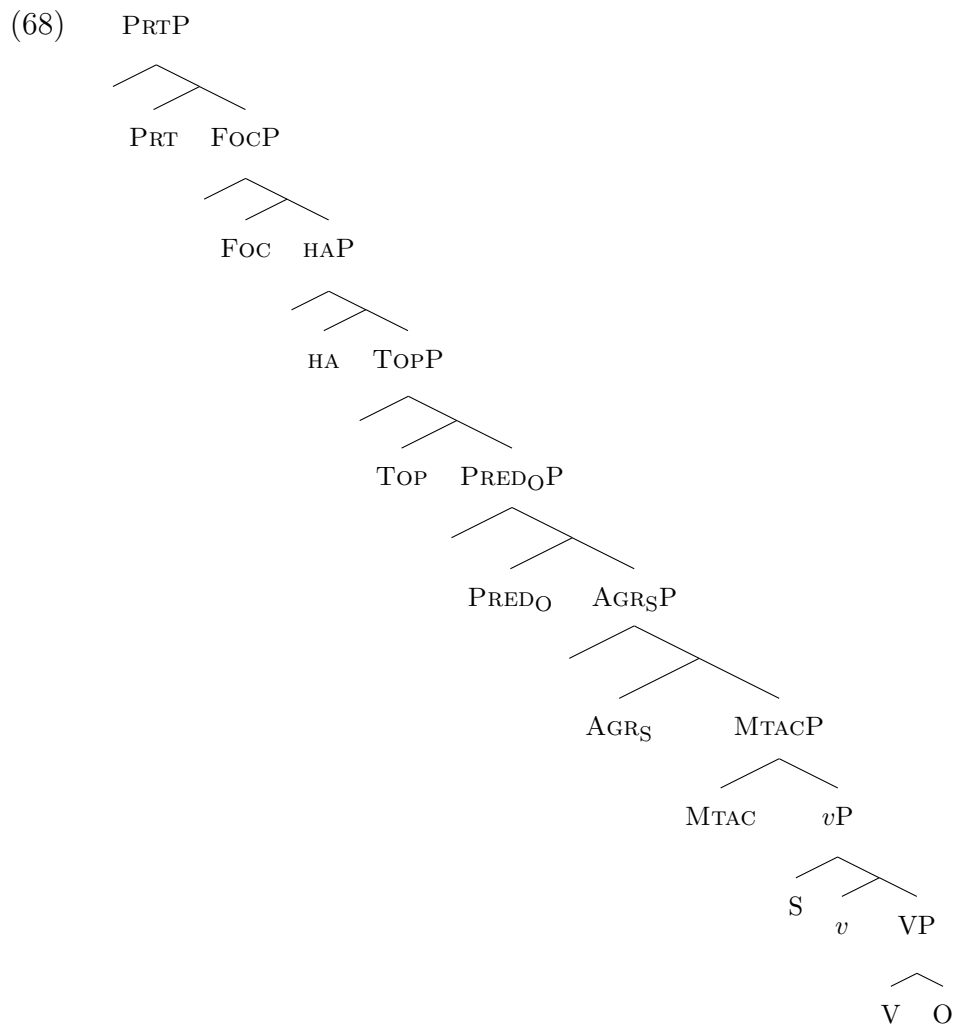 (68) PRTP
PRT FOCP
FOC HAP
HA TOPP
TOP PREDOP
PREDO AGRSP
AGRS MTACP
MTAC vP
S
v VP
V O